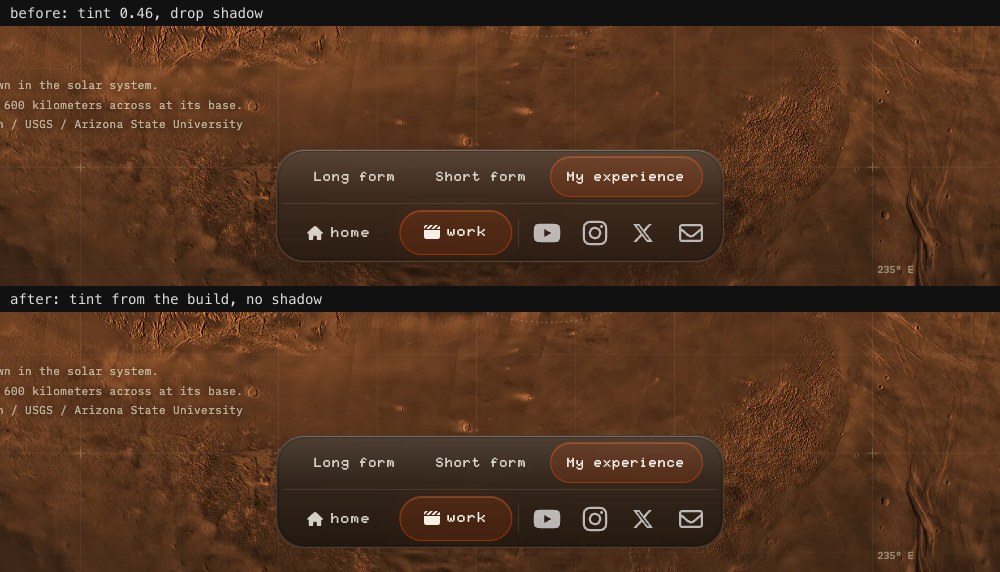 before: tint 0.46, drop shadow
wn in the solar system.
600 kilometers across at its base.
/ USGS / Arizona State University
Long form Short form My experience
home work
235° E
after: tint from the build, no shadow
wn in the solar system.
600 kilometers across at its base.
/ USGS / Arizona State University
Long form Short form My experience
home work
235° E